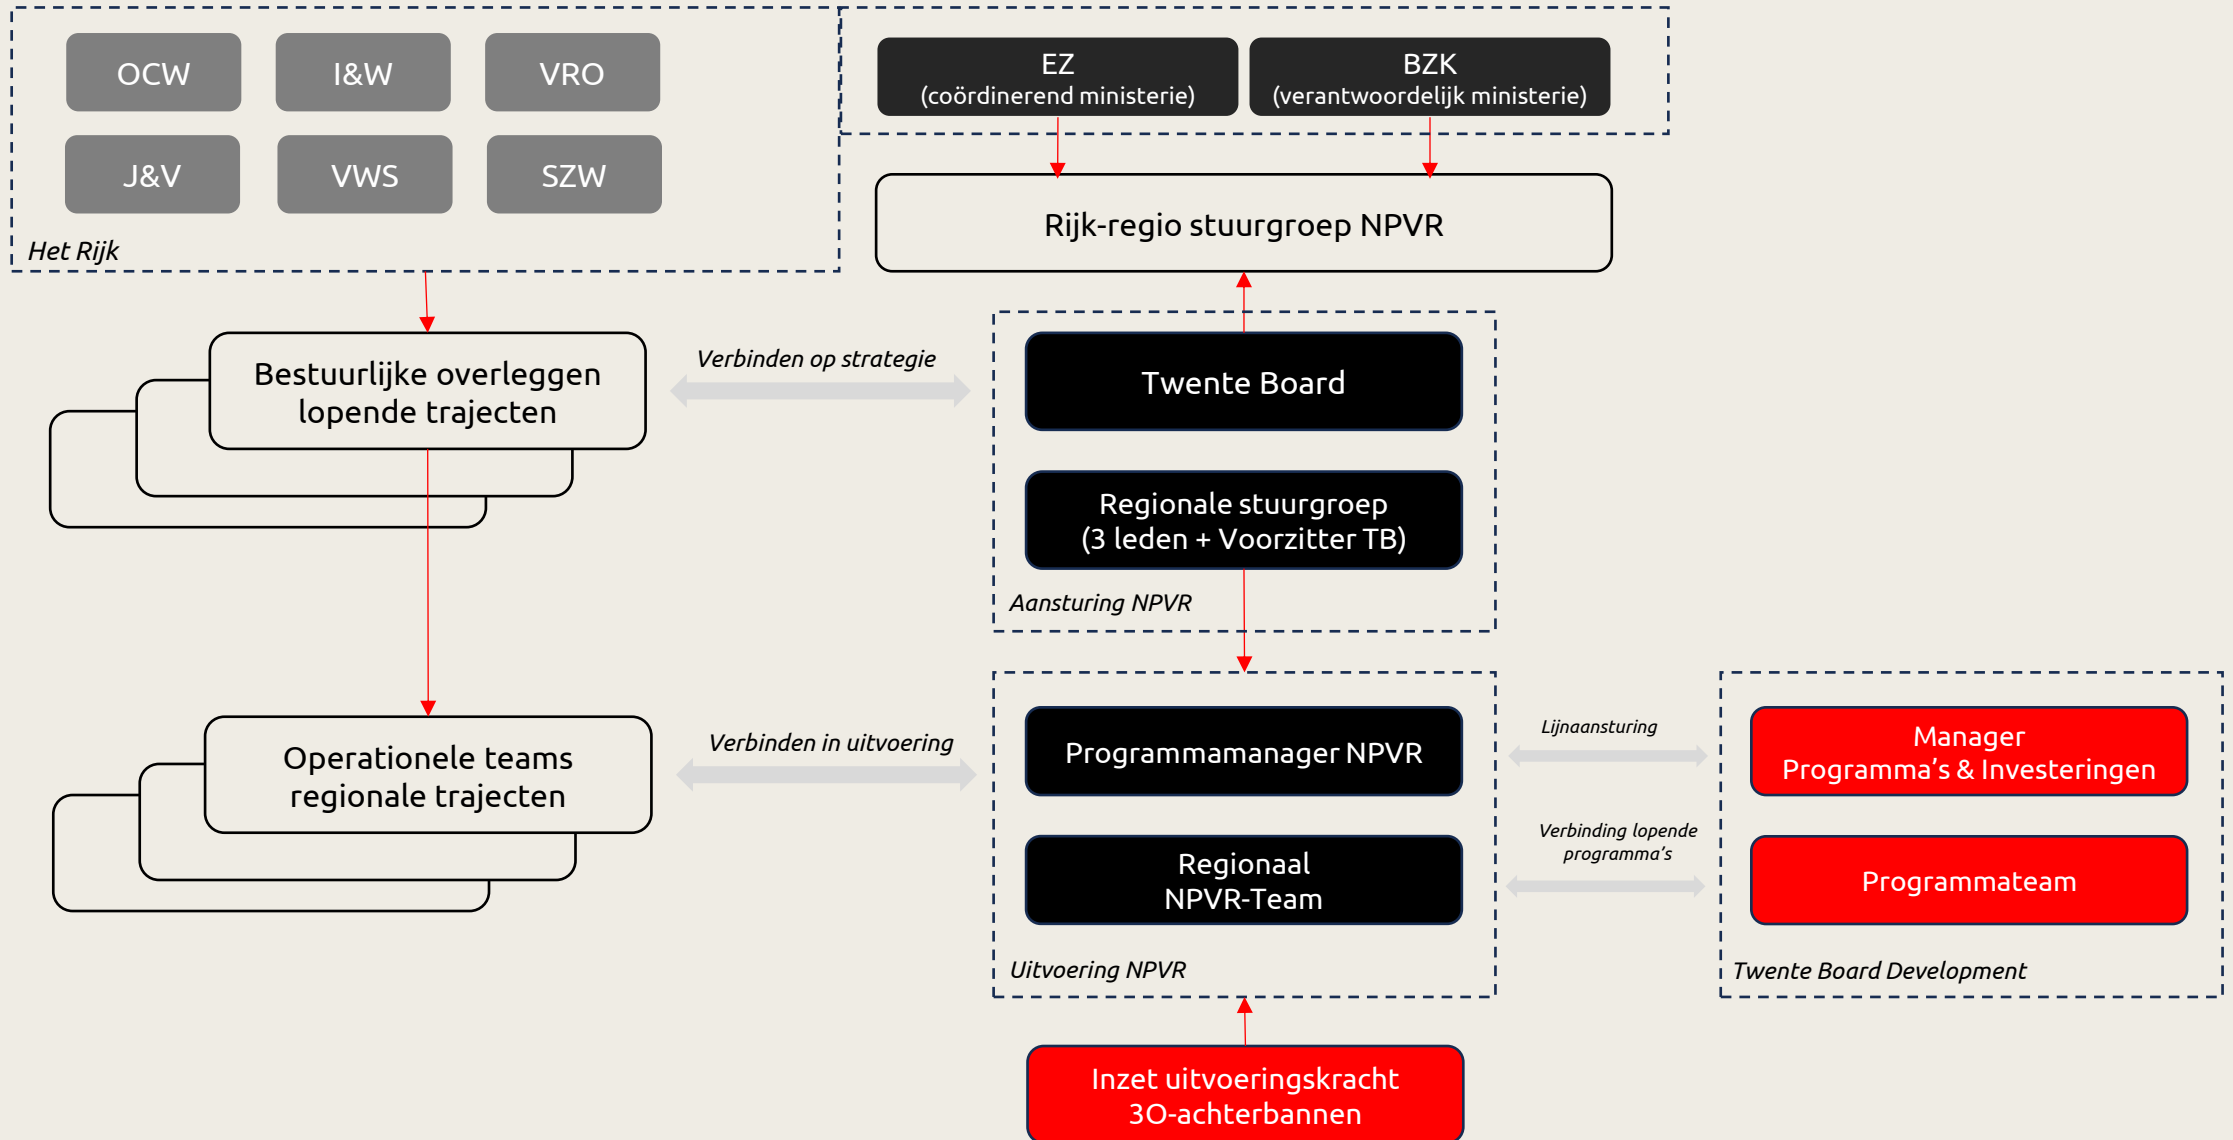 OCW
I&W
VRO
J&V
VWS
SZW
Het Rijk
EZ
(coördinerend ministerie)
BZK
(verantwoordelijk ministerie)
Rijk-regio stuurgroep NPVR
Bestuurlijke overleggen
lopende trajecten
Verbinden op strategie
Twente Board
Regionale stuurgroep
(3 leden + Voorzitter TB)
Aansturing NPVR
Operationele teams
regionale trajecten
Verbinden in uitvoering
Programmamanager NPVR
Regionaal
NPVR-Team
Uitvoering NPVR
Lijnaansturing
Verbinding lopende
programma's
Manager
Programma's & Investeringen
Programmateam
Twente Board Development
Inzet uitvoeringskracht
3O-achterbannen